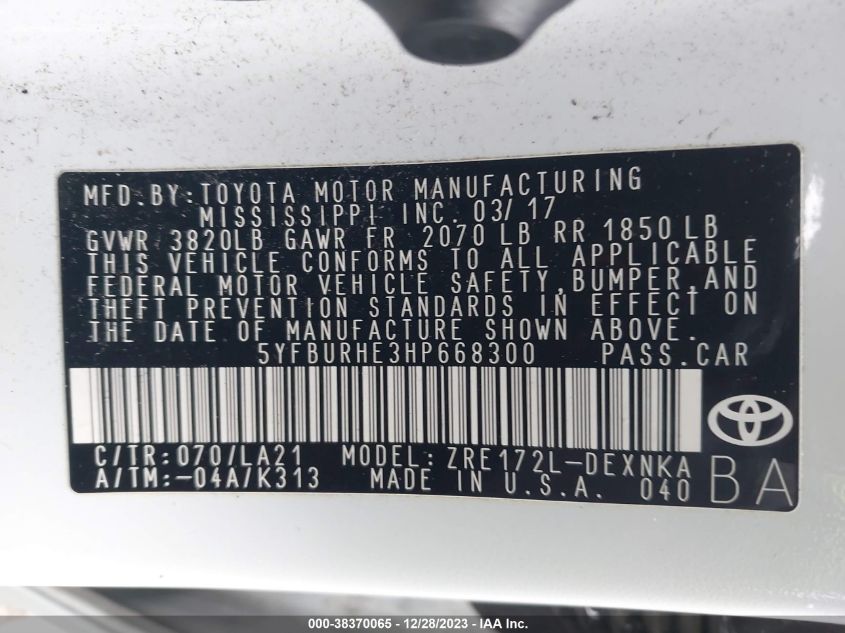 MFD.BY:TOYOTA MOTOR MANUFACTURING
MISSISSIPPI INC. 03/17
GVWR 3820LB GAWR FR 2070 LB RR 1850 LB
THIS VEHICLE CONFORMS TO ALL APPLICABLE
FEDERAL MOTOR VEHICLE SAFETY,BUMPER,AND
THEFT PREVENTION STANDARDS IN EFFECT ON
THE DATE OF MANUFACTURE SHOWN ABOVE.
5YFBURHE3HP668300 PASS.CAR
C/TR:070/LA21 MODEL:ZRE172L-DEXNKA
A/TM:-04A/K313 MADE IN U.S.A. 040 BA
000-38370065 - 12/28/2023 - IAA Inc.